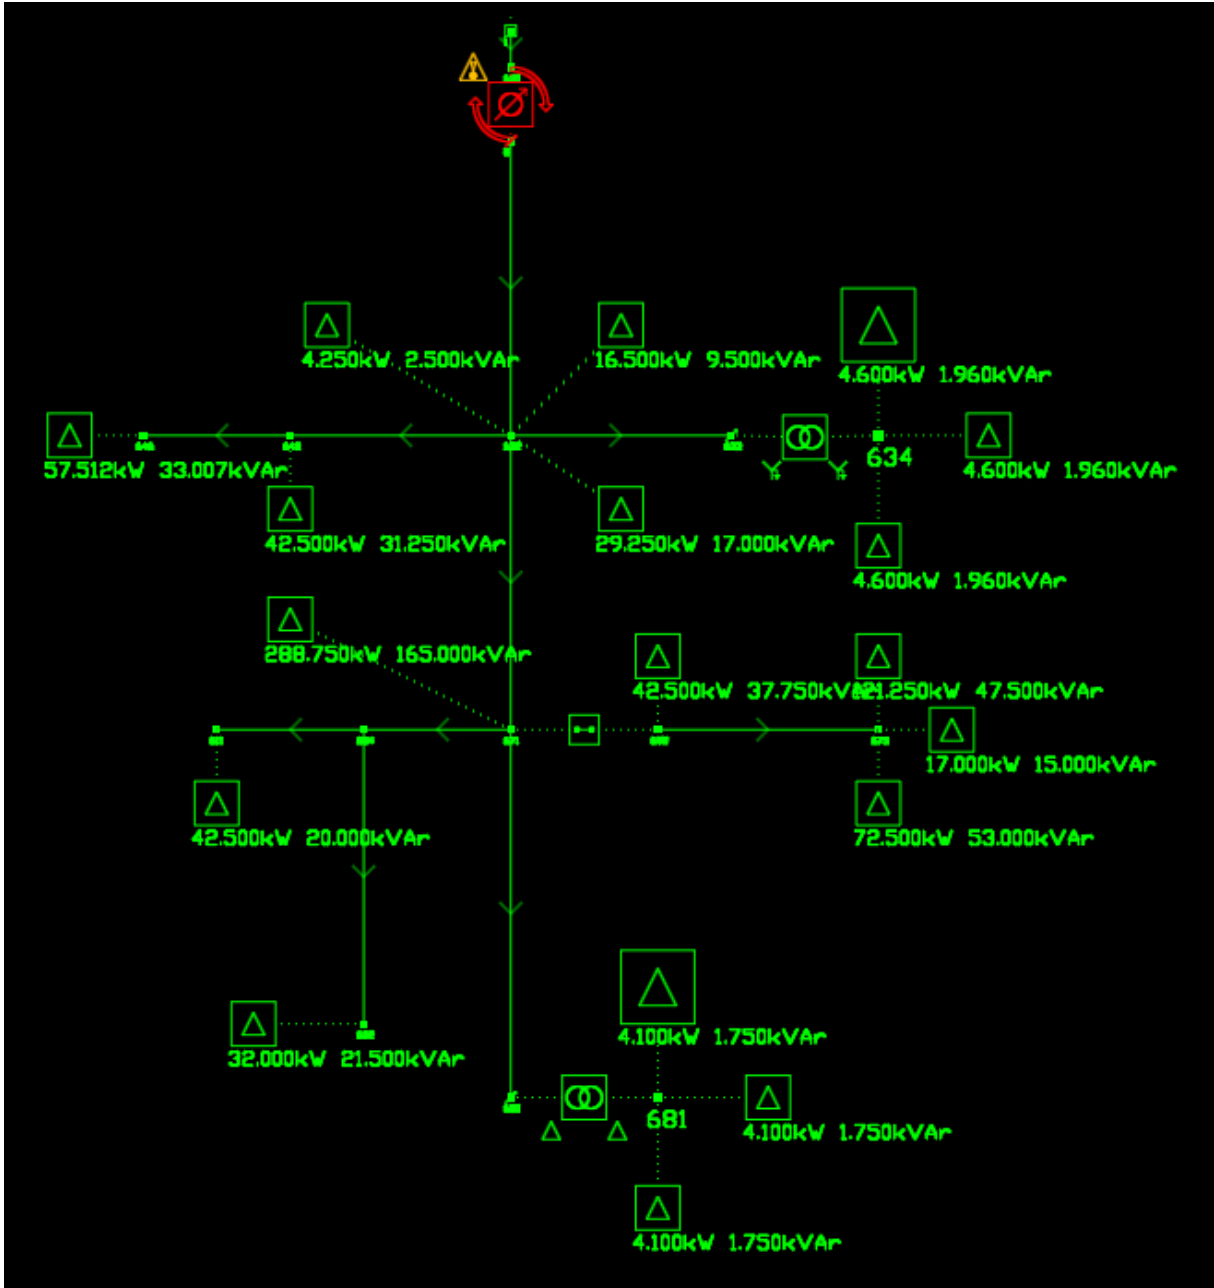 4.250kW 2.500kVAr
16.500kW 9.500kVAr
4.600kW 1.960kVAr
634
57.512kW 33.007kVAr
4.600kW 1.960kVAr
42.500kW 31.250kVAr
29.250kW 17.000kVAr
4.600kW 1.960kVAr
288.750kW 165.000kVAr
42.500kW 37.750kVAr
121.250kW 47.500kVAr
17.000kW 15.000kVAr
42.500kW 20.000kVAr
72.500kW 53.000kVAr
4.100kW 1.750kVAr
32.000kW 21.500kVAr
681
4.100kW 1.750kVAr
4.100kW 1.750kVAr